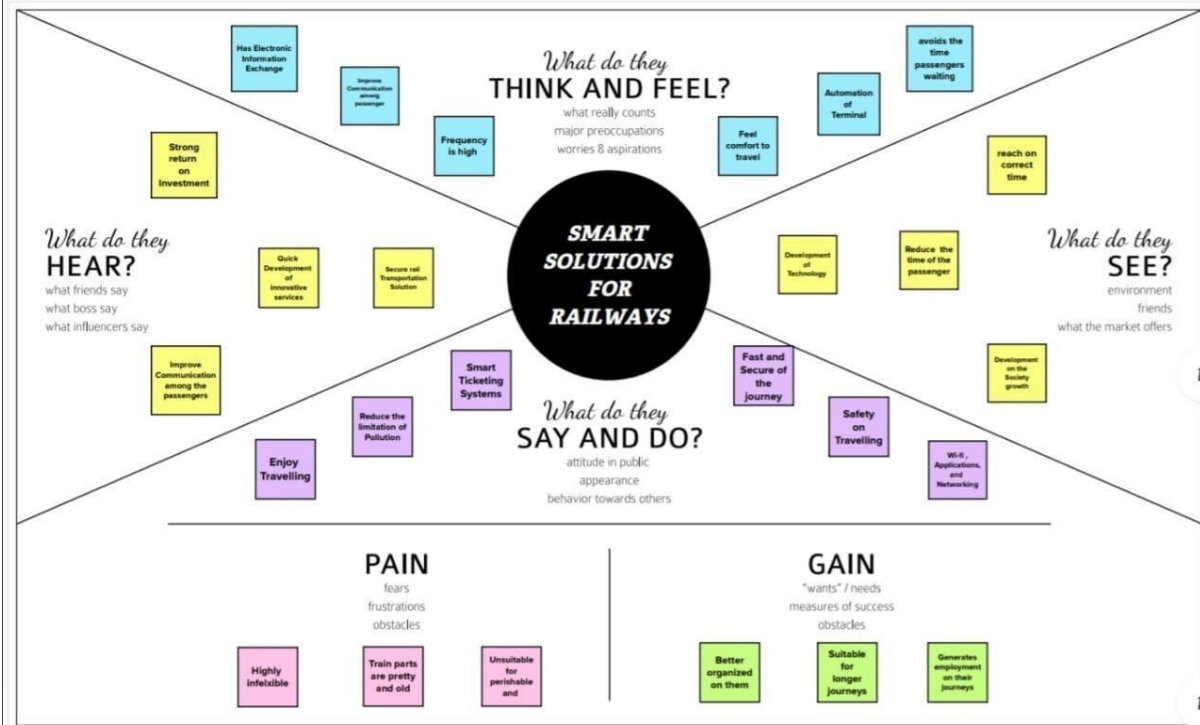 Has Electronic
Information
Exchange
Improve
Communication
among
passenger
Frequency
is high
What do they
THINK AND FEEL?
what really counts
major preoccupations
worries & aspirations
Feel
comfort to
travel
Automation
of
Terminal
avoids the
time
passengers
waiting
Strong
return
on
Investment
What do they
HEAR?
what friends say
what boss say
what influencers say
Quick
Development
of
innovative
services
Secure rail
Transportation
Solution
Improve
Communication
among the
passengers
SMART
SOLUTIONS
FOR
RAILWAYS
reach on
correct
time
Development
of
Technology
Reduce the
time of the
passenger
What do they
SEE?
environment
friends
what the market offers
Development
on the
Society
growth
Smart
Ticketing
Systems
Reduce the
limitation of
Pollution
Enjoy
Travelling
What do they
SAY AND DO?
attitude in public
appearance
behavior towards others
Fast and
Secure of
the
journey
Safety
on
Travelling
Wi-fi ,
Applications,
and
Networking
PAIN
fears
frustrations
obstacles
Highly
infelxible
Train parts
are pretty
and old
Unsuitable
for
perishable
and
GAIN
"wants" / needs
measures of success
obstacles
Better
organized
on them
Suitable
for
longer
journeys
Generates
employment
on their
journeys